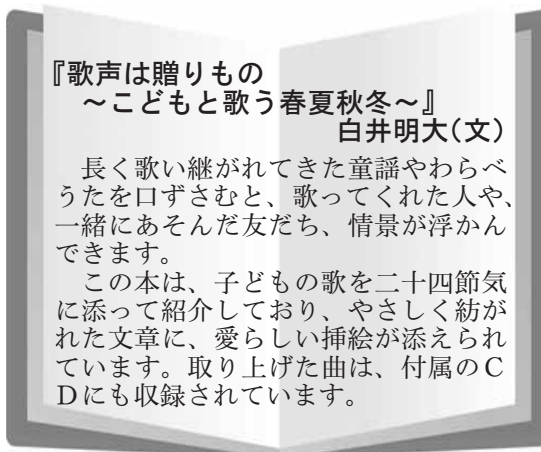 『歌声は贈りもの
～こどもと歌う春夏秋冬～』
白井明大(文)
長く歌い継がれてきた童謡やわらべ
うたを口ずさむと、歌ってくれた人や、
一緒にあそんだ友だち、情景が浮かん
できます。
この本は、子どもの歌を二十四節気
に添って紹介しており、やさしく紡が
れた文章に、愛らしい挿絵が添えられ
ています。取り上げた曲は、付属のＣ
Ｄにも収録されています。